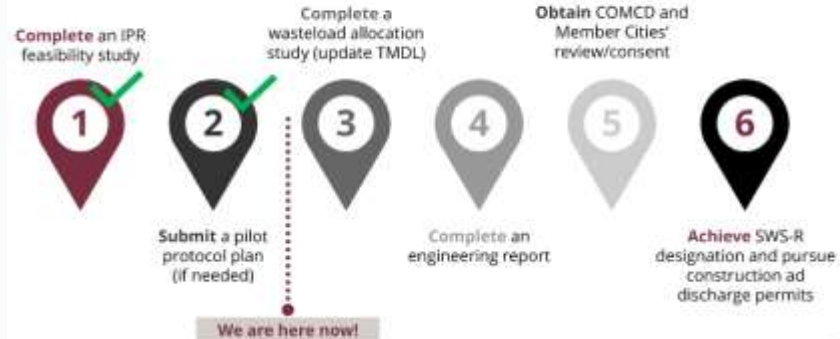 Complete an IPR
feasibility study
1
2
Submit a pilot
protocol plan
(if needed)
We are here now!
Complete a
wasteload allocation
study (update TMDL)
3
4
Complete an
engineering report
Obtain COMCD and
Member Cities'
review/consent
5
6
Achieve SWS-R
designation and pursue
construction ad
discharge permits